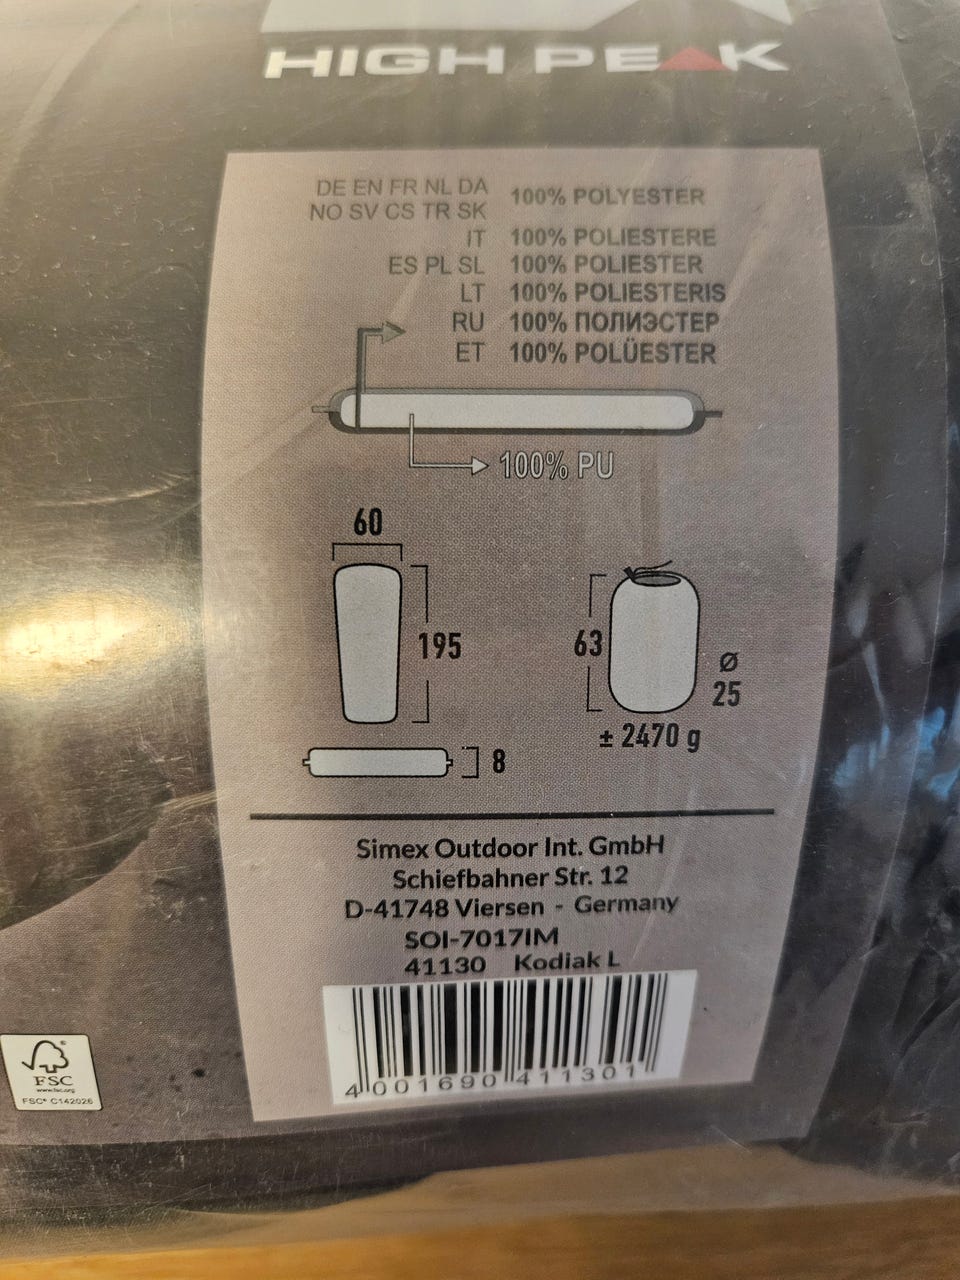 HIGH PEAK
DE EN FR NL DA
NO SV CS TR SK
100% POLYESTER
IT 100% POLIESTERE
ES PL SL 100% POLIESTER
LT 100% POLIESTERIS
RU 100% ПОЛИЭСТЕР
ET 100% POLÜESTER
100% PU
60
195
8
63
Ø
25
± 2470 g
Simex Outdoor Int. GmbH
Schiefbahner Str. 12
D-41748 Viersen - Germany
SOI-7017IM
41130 Kodiak L
4 001690 411301
FSC
www.fsc.org
FSC® C142026